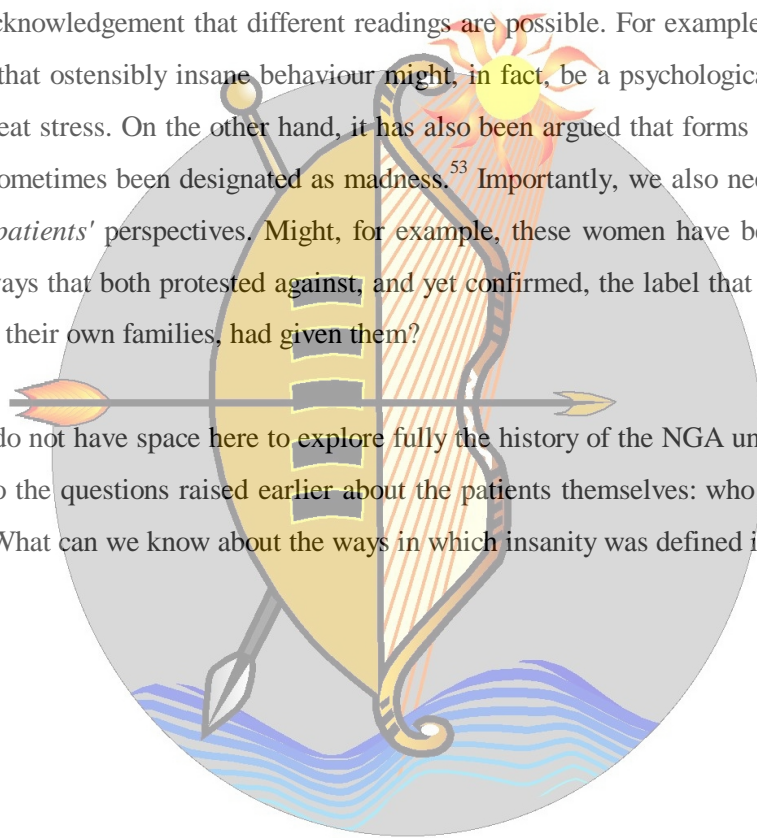 cknowledgement that different readings are possible. For example
that ostensibly insane behaviour might, in fact, be a psychological
eat stress. On the other hand, it has also been argued that forms
ometimes been designated as madness.53 Importantly, we also nee
patients' perspectives. Might, for example, these women have be
ays that both protested against, and yet confirmed, the label that
their own families, had given them?
do not have space here to explore fully the history of the NGA un
o the questions raised earlier about the patients themselves: who
What can we know about the ways in which insanity was defined i